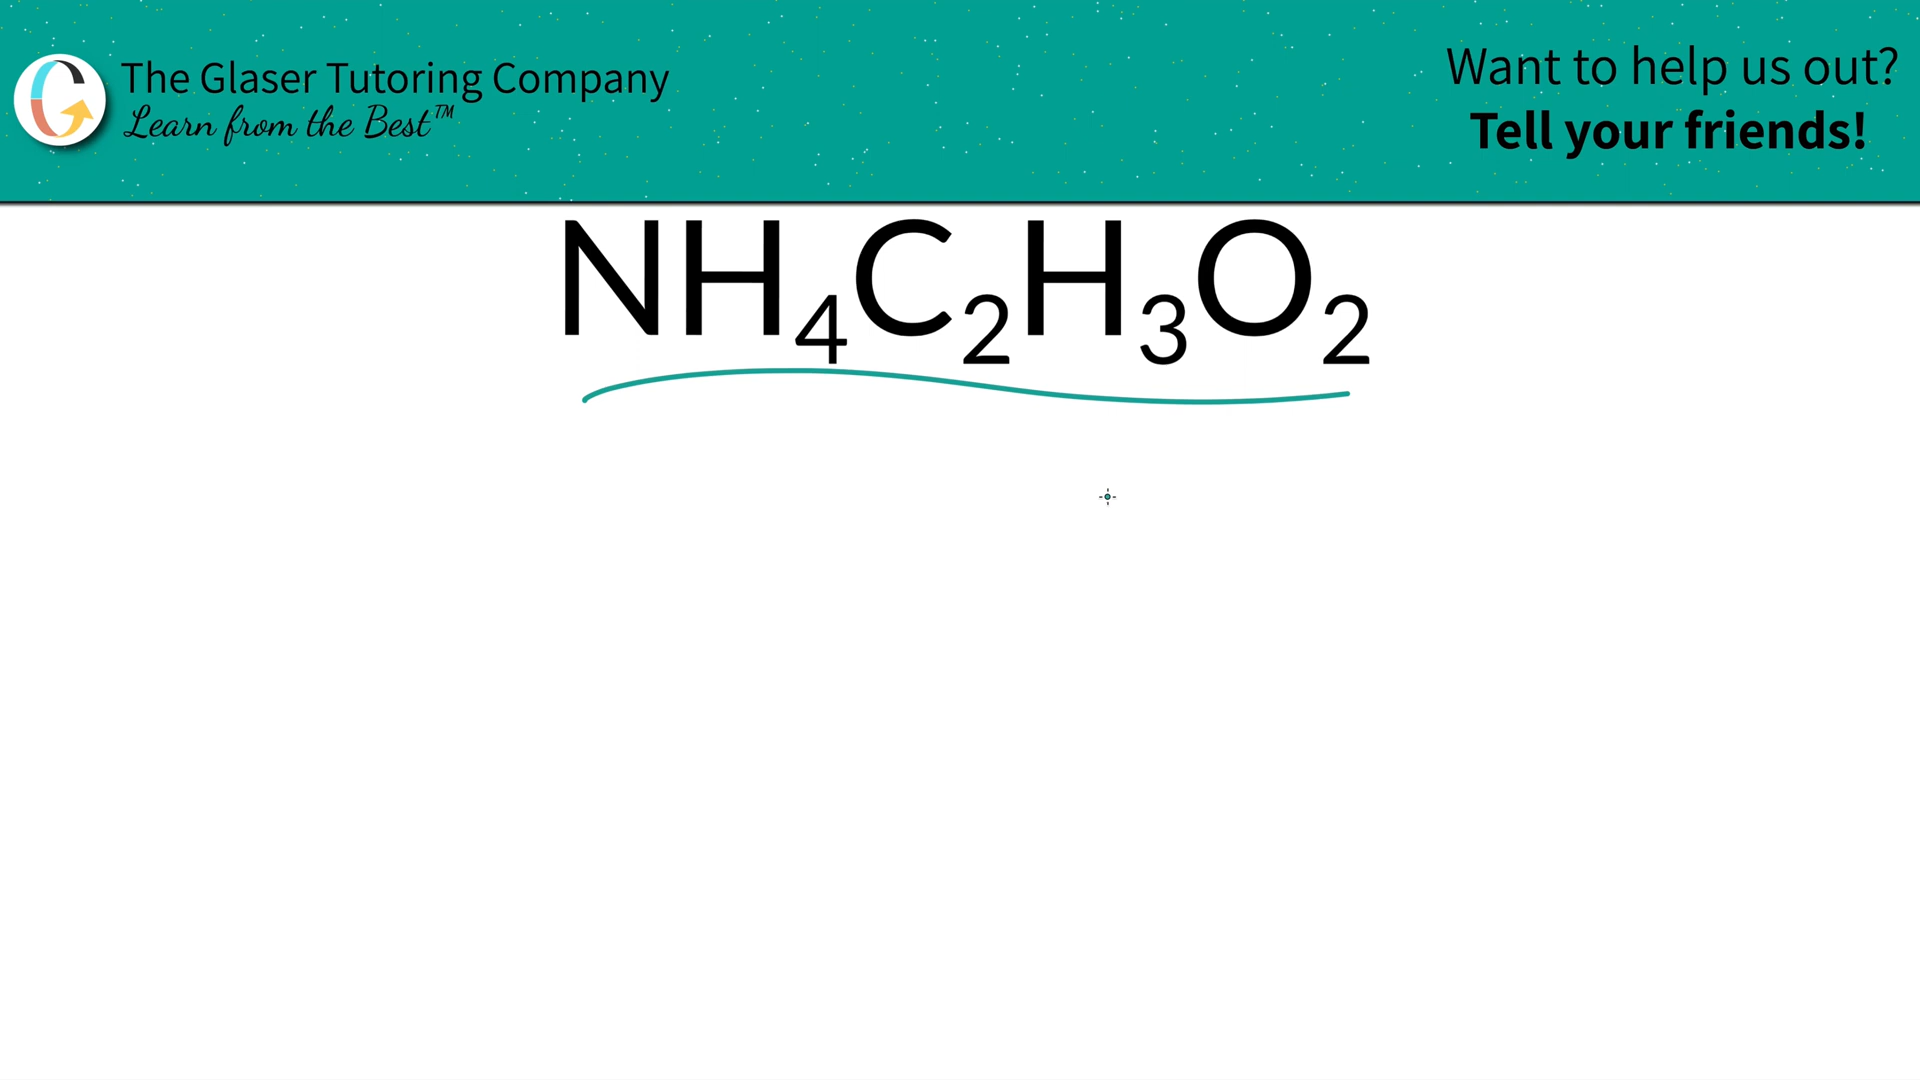 The Glaser Tutoring Company
Learn from the Best™
Want to help us out?
Tell your friends!
NH₄C₂H₃O₂